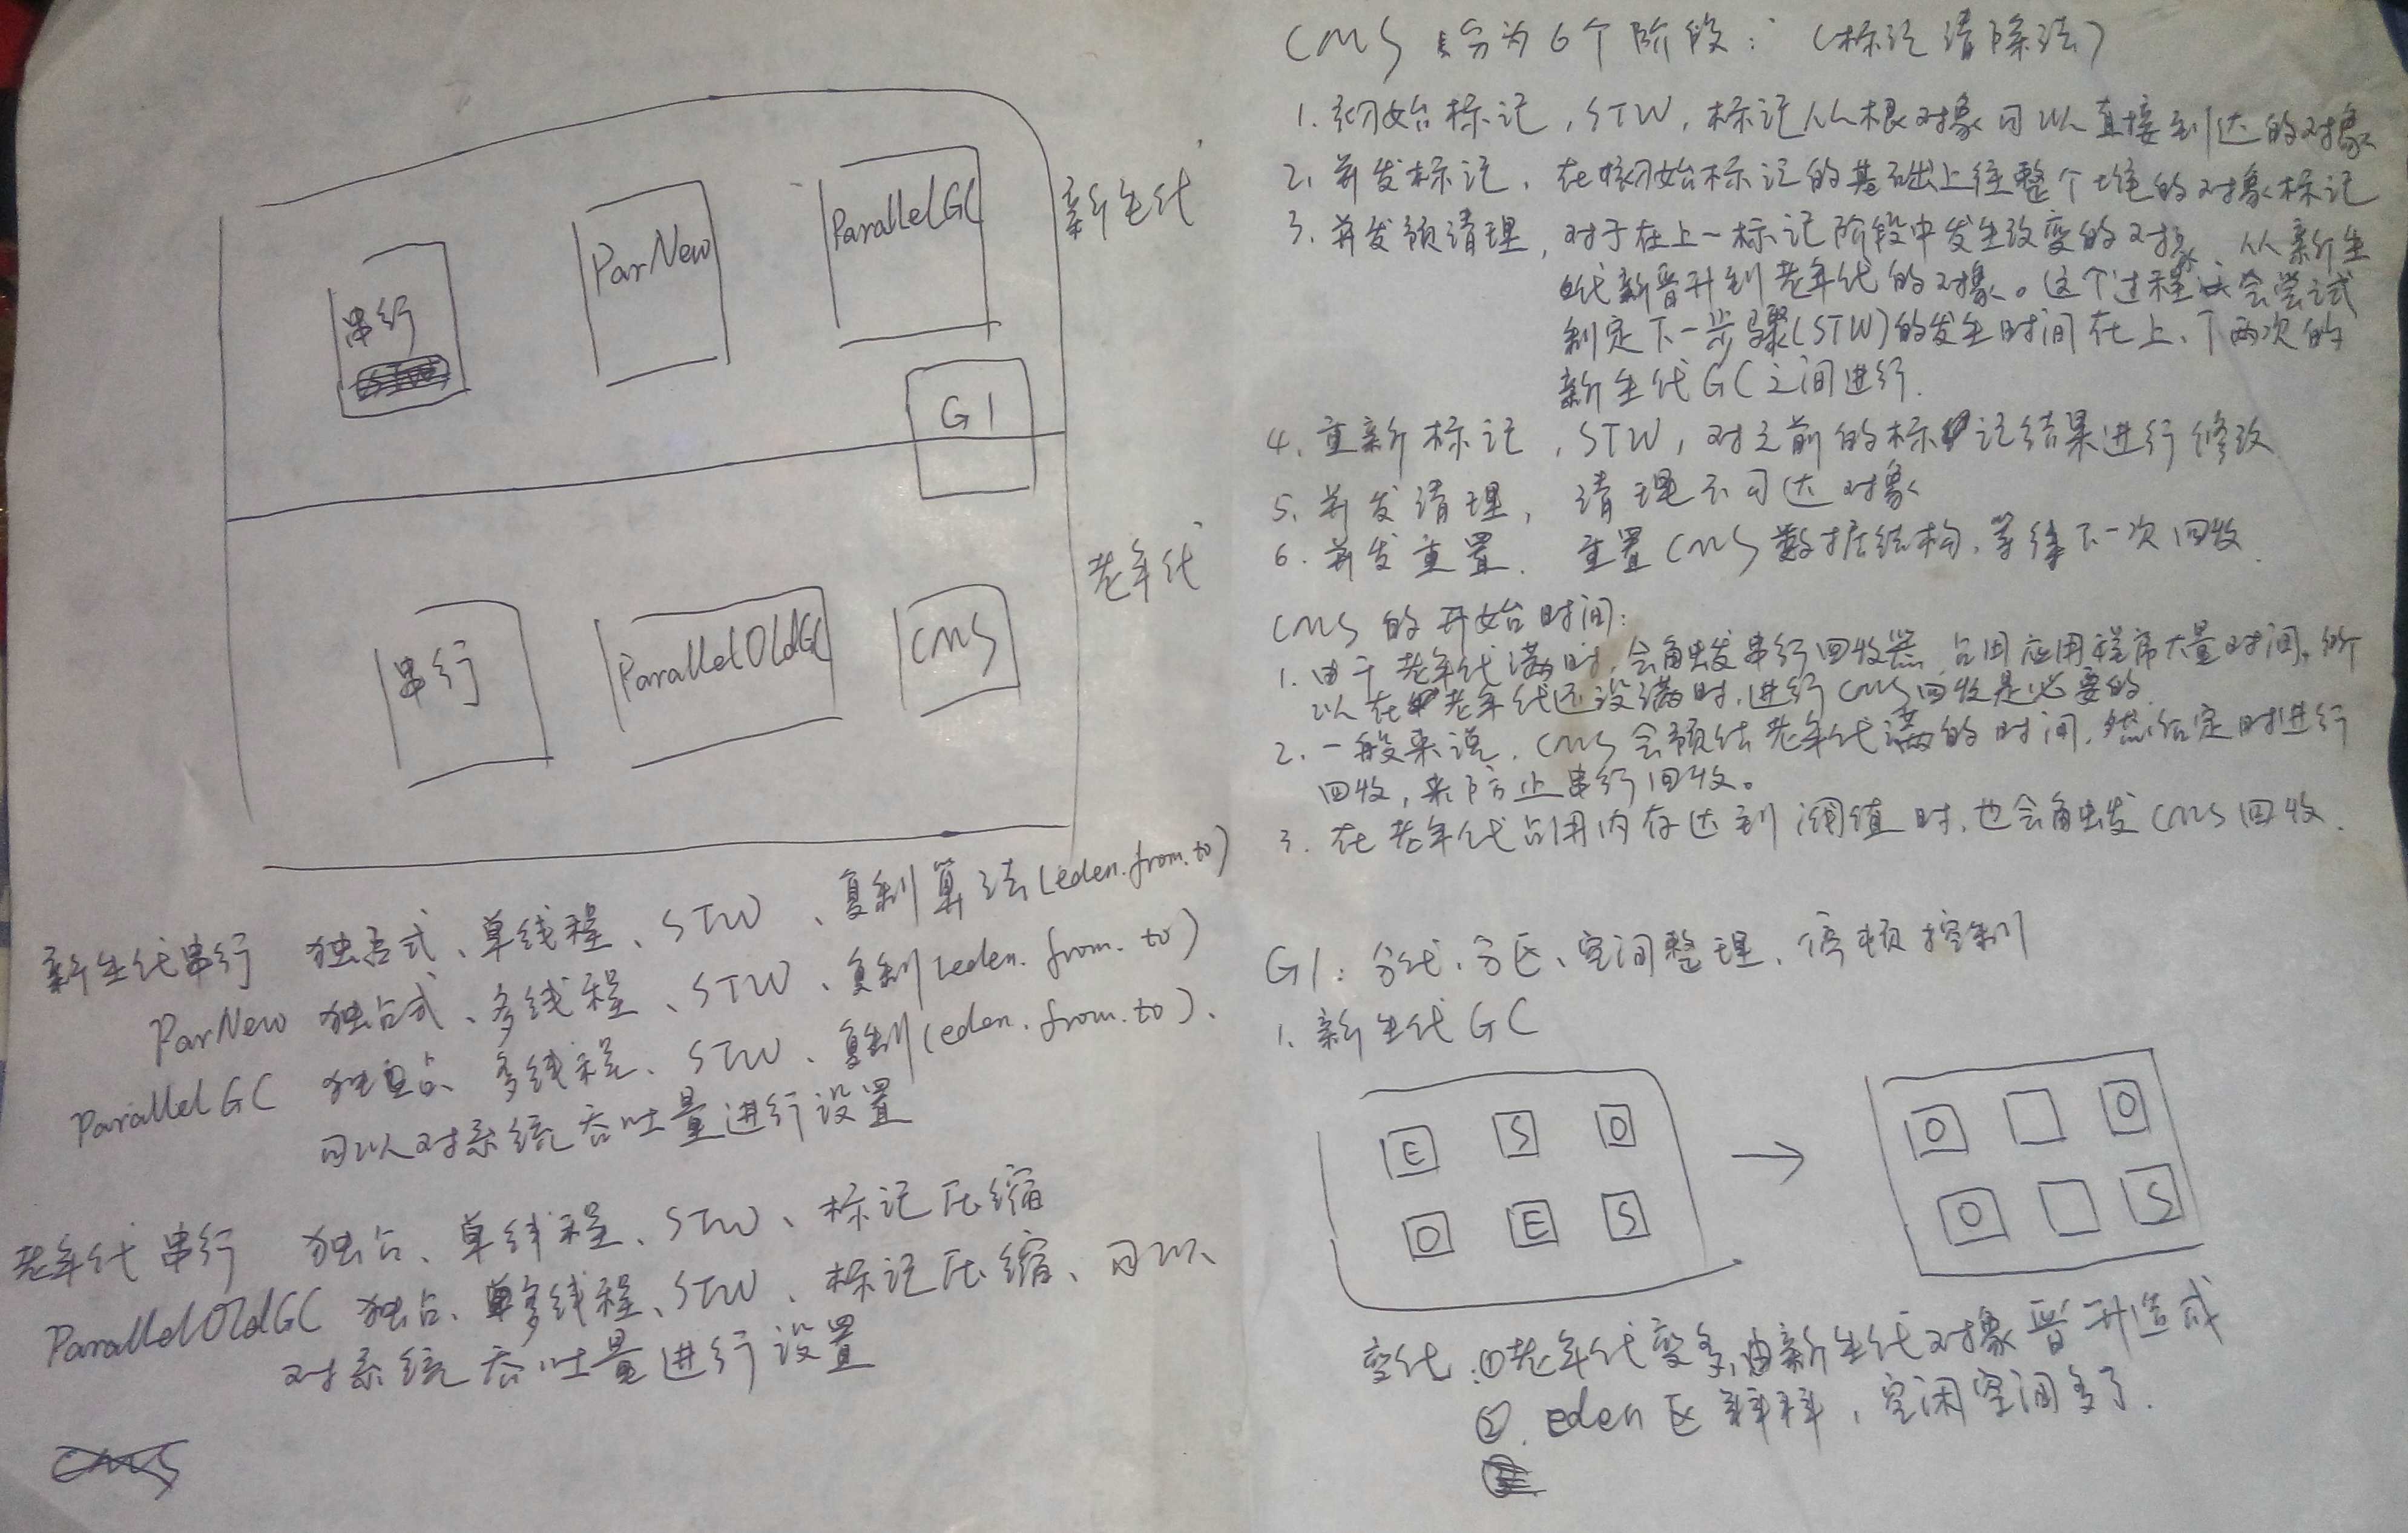 新生代
串行
ParNew
ParallelGC
G1
老年代
串行
ParallelOldGC
CMS
新生代串行 独占式、单线程、STW、复制算法(eden.from.to)
ParNew 独占式、多线程、STW、复制(eden.from.to)
ParallelGC 独占、多线程、STW、复制(eden.from.to)、
可以对系统吞吐量进行设置
老年代串行 独占、单线程、STW、标记压缩
ParallelOldGC 独占、多线程、STW、标记压缩、可以
对系统吞吐量进行设置
CMS
CMS 分为6个阶段：（标记清除法）
1. 初始标记，STW，标记从根对象可以直接到达的对象
2. 并发标记，在初始标记的基础上往整个堆的对象标记
3. 并发预清理，对于在上一标记阶段中发生改变的对象，从新生
代新晋升到老年代的对象。这个过程会尝试
制定下一步骤(STW)的发生时间在上、下两次的
新生代GC之间进行.
4. 重新标记，STW，对之前的标记结果进行修改
5. 并发清理，清理不可达对象
6. 并发重置. 重置CMS数据结构，等待下一次回收.
CMS的开始时间：
1. 由于老年代满时，会触发串行回收器，占用应用程序大量时间，所
以在老年代还没满时，进行CMS回收是必要的.
2. 一般来说，CMS会预估老年代满的时间，然后定时进行
回收，来防止串行回收。
3. 在老年代占用内存达到阈值时，也会触发CMS回收.
G1：分代、分区、空间整理、停顿控制
1. 新生代GC
E S O
O E S
→
O O
O S
变化：①老年代变多，由新生代对象晋升造成
②. eden区 ，空闲空间多了.